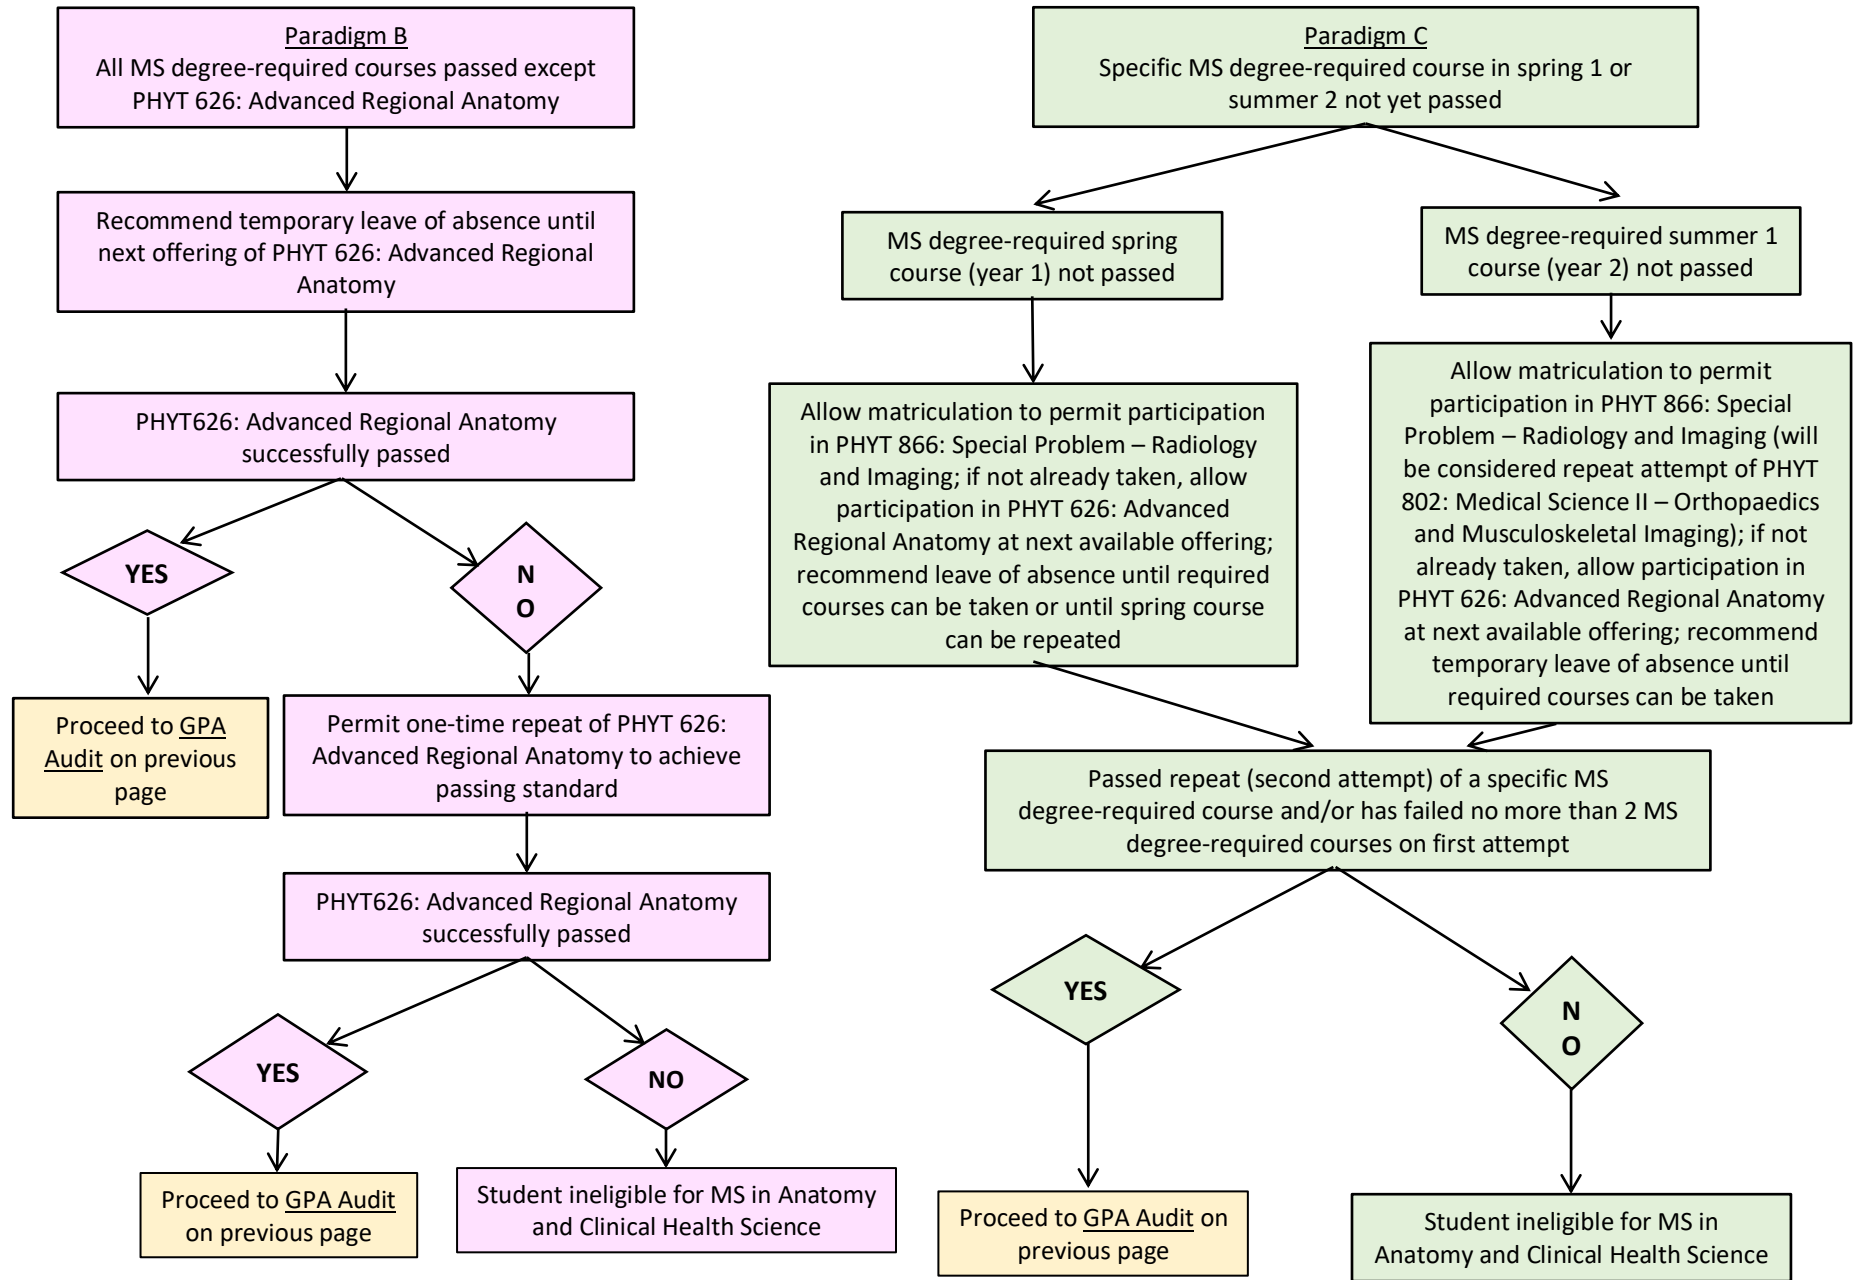 Paradigm B
All MS degree-required courses passed except
PHYT 626: Advanced Regional Anatomy
Recommend temporary leave of absence until
next offering of PHYT 626: Advanced Regional
Anatomy
PHYT626: Advanced Regional Anatomy
successfully passed
YES
N
O
Proceed to GPA
Audit on previous
page
Permit one-time repeat of PHYT 626:
Advanced Regional Anatomy to achieve
passing standard
PHYT626: Advanced Regional Anatomy
successfully passed
YES
NO
Proceed to GPA Audit
on previous page
Student ineligible for MS in Anatomy
and Clinical Health Science
Paradigm C
Specific MS degree-required course in spring 1 or
summer 2 not yet passed
MS degree-required spring
course (year 1) not passed
MS degree-required summer 1
course (year 2) not passed
Allow matriculation to permit participation
in PHYT 866: Special Problem – Radiology
and Imaging; if not already taken, allow
participation in PHYT 626: Advanced
Regional Anatomy at next available offering;
recommend leave of absence until required
courses can be taken or until spring course
can be repeated
Allow matriculation to permit
participation in PHYT 866: Special
Problem – Radiology and Imaging (will
be considered repeat attempt of PHYT
802: Medical Science II – Orthopaedics
and Musculoskeletal Imaging); if not
already taken, allow participation in
PHYT 626: Advanced Regional Anatomy
at next available offering; recommend
temporary leave of absence until
required courses can be taken
Passed repeat (second attempt) of a specific MS
degree-required course and/or has failed no more than 2 MS
degree-required courses on first attempt
YES
N
O
Proceed to GPA Audit on
previous page
Student ineligible for MS in
Anatomy and Clinical Health Science